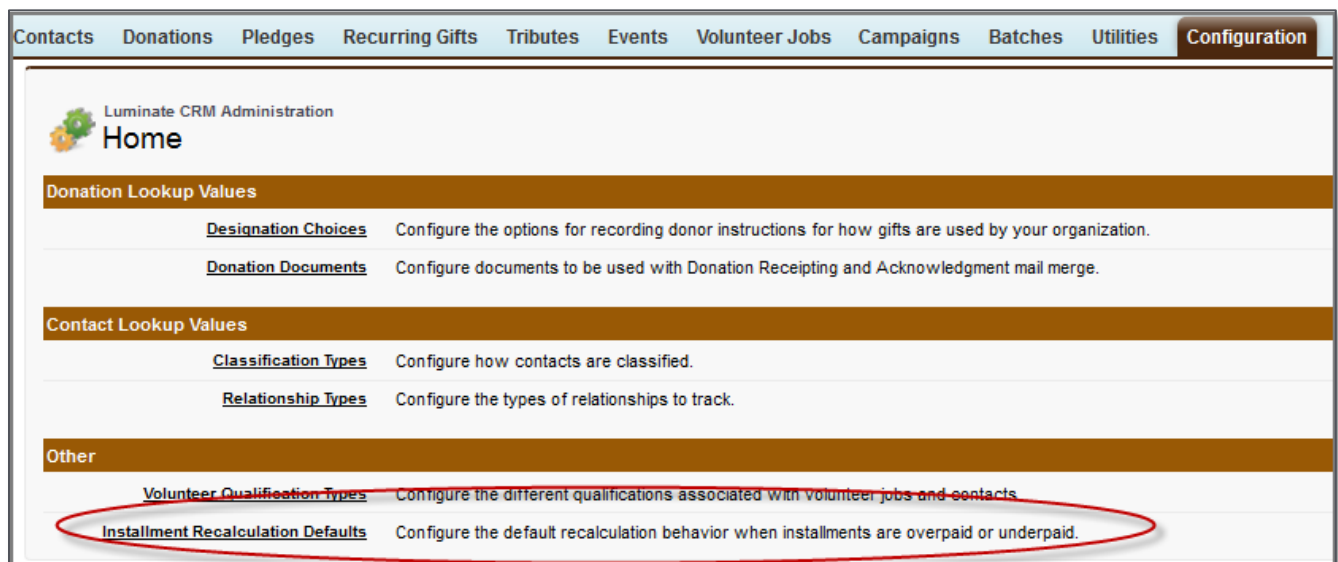 Contacts Donations Pledges Recurring Gifts Tributes Events Volunteer Jobs Campaigns Batches Utilities Configuration
Luminate CRM Administration
Home
Donation Lookup Values
Designation Choices Configure the options for recording donor instructions for how gifts are used by your organization.
Donation Documents Configure documents to be used with Donation Receipting and Acknowledgment mail merge.
Contact Lookup Values
Classification Types Configure how contacts are classified.
Relationship Types Configure the types of relationships to track.
Other
Volunteer Qualification Types Configure the different qualifications associated with volunteer jobs and contacts
Installment Recalculation Defaults Configure the default recalculation behavior when installments are overpaid or underpaid.